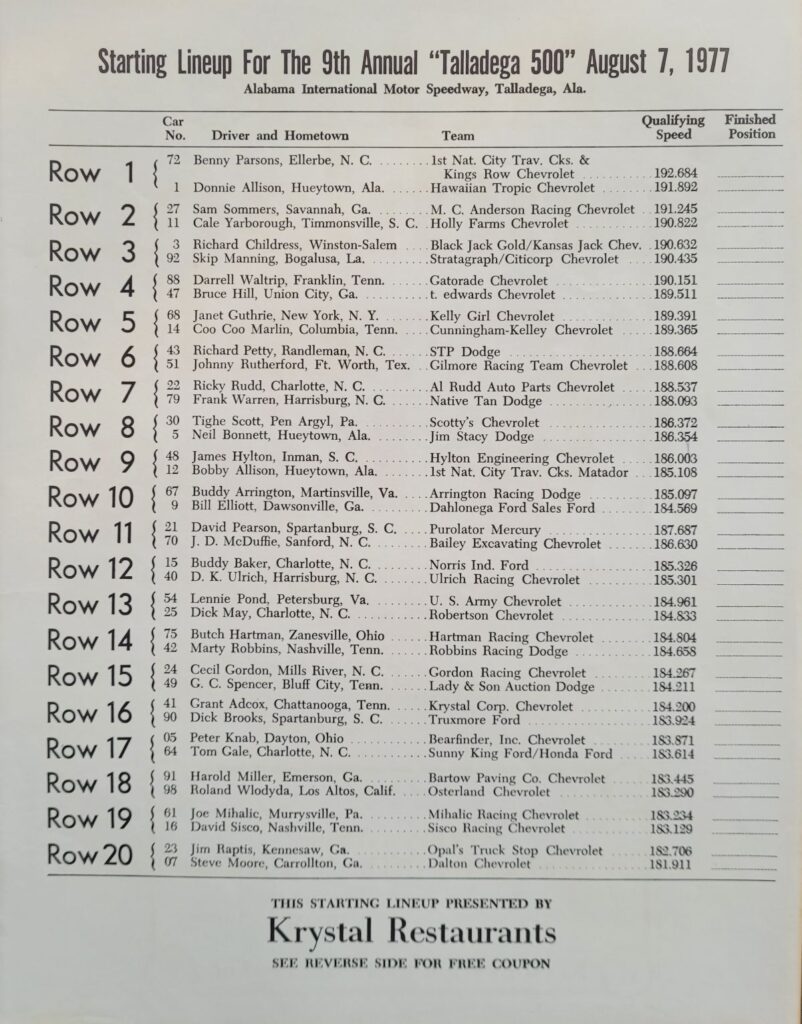 Starting Lineup For The 9th Annual “Talladega 500” August 7, 1977
Alabama International Motor Speedway, Talladega, Ala.
Car No. Driver and Hometown Team Qualifying Speed Finished Position
Row 1 72 Benny Parsons, Ellerbe, N. C. ........ 1st Nat. City Trav. Cks. &
Kings Row Chevrolet ........... 192.684
1 Donnie Allison, Hueytown, Ala. ...... Hawaiian Tropic Chevrolet ....... 191.892
Row 2 27 Sam Sommers, Savannah, Ga. ........ M. C. Anderson Racing Chevrolet .. 191.245
11 Cale Yarborough, Timmonsville, S. C. Holly Farms Chevrolet ........... 190.822
Row 3 3 Richard Childress, Winston-Salem .... Black Jack Gold/Kansas Jack Chev. . 190.632
92 Skip Manning, Bogalusa, La. ......... Stratagraph/Citicorp Chevrolet .... 190.435
Row 4 88 Darrell Waltrip, Franklin, Tenn. ...... Gatorade Chevrolet .............. 190.151
47 Bruce Hill, Union City, Ga. .......... t. edwards Chevrolet ............. 189.511
Row 5 68 Janet Guthrie, New York, N. Y. ....... Kelly Girl Chevrolet ............. 189.391
14 Coo Coo Marlin, Columbia, Tenn. .... Cunningham-Kelley Chevrolet ..... 189.365
Row 6 43 Richard Petty, Randleman, N. C. ...... STP Dodge .................... 188.664
51 Johnny Rutherford, Ft. Worth, Tex. .. Gilmore Racing Team Chevrolet ... 188.608
Row 7 22 Ricky Rudd, Charlotte, N. C. ......... Al Rudd Auto Parts Chevrolet ..... 188.537
79 Frank Warren, Harrisburg, N. C. ...... Native Tan Dodge ............... 188.093
Row 8 30 Tighe Scott, Pen Argyl, Pa. .......... Scotty’s Chevrolet ............... 186.372
5 Neil Bonnett, Hueytown, Ala. ........ Jim Stacy Dodge ................ 186.354
Row 9 48 James Hylton, Inman, S. C. .......... Hylton Engineering Chevrolet ..... 186.003
12 Bobby Allison, Hueytown, Ala. ....... 1st Nat. City Trav. Cks. Matador ... 185.108
Row 10 67 Buddy Arrington, Martinsville, Va. .... Arrington Racing Dodge .......... 185.097
9 Bill Elliott, Dawsonville, Ga. ......... Dahlonega Ford Sales Ford ....... 184.569
Row 11 21 David Pearson, Spartanburg, S. C. .... Purolator Mercury ............... 187.687
70 J. D. McDuffie, Sanford, N. C. ........ Bailey Excavating Chevrolet ...... 186.630
Row 12 15 Buddy Baker, Charlotte, N. C. ........ Norris Ind. Ford ................ 185.326
40 D. K. Ulrich, Harrisburg, N. C. ....... Ulrich Racing Chevrolet .......... 185.301
Row 13 54 Lennie Pond, Petersburg, Va. ........ U. S. Army Chevrolet ............ 184.961
25 Dick May, Charlotte, N. C. .......... Robertson Chevrolet ............. 184.833
Row 14 75 Butch Hartman, Zanesville, Ohio ..... Hartman Racing Chevrolet ........ 184.804
42 Marty Robbins, Nashville, Tenn. ...... Robbins Racing Dodge ........... 184.658
Row 15 24 Cecil Gordon, Mills River, N. C. ...... Gordon Racing Chevrolet ......... 184.267
49 G. C. Spencer, Bluff City, Tenn. ...... Lady & Son Auction Dodge ....... 184.211
Row 16 41 Grant Adcox, Chattanooga, Tenn. .... Krystal Corp. Chevrolet .......... 184.200
90 Dick Brooks, Spartanburg, S. C. ...... Truxmore Ford ................. 183.924
Row 17 05 Peter Knab, Dayton, Ohio ........... Bearfinder, Inc. Chevrolet ........ 183.871
64 Tom Gale, Charlotte, N. C. .......... Sunny King Ford/Honda Ford ..... 183.614
Row 18 91 Harold Miller, Emerson, Ga. ......... Bartow Paving Co. Chevrolet ...... 183.445
98 Roland Wlodyda, Los Altos, Calif. .... Osterland Chevrolet ............. 183.290
Row 19 61 Joe Mihalic, Murrysville, Pa. ......... Mihalic Racing Chevrolet ......... 183.234
16 David Sisco, Nashville, Tenn. ........ Sisco Racing Chevrolet ........... 183.129
Row 20 23 Jim Raptis, Kennesaw, Ga. .......... Opal’s Truck Stop Chevrolet ...... 182.706
07 Steve Moore, Carrollton, Ga. ........ Dalton Chevrolet ................ 181.911
THIS STARTING LINEUP PRESENTED BY
Krystal Restaurants
SEE REVERSE SIDE FOR FREE COUPON